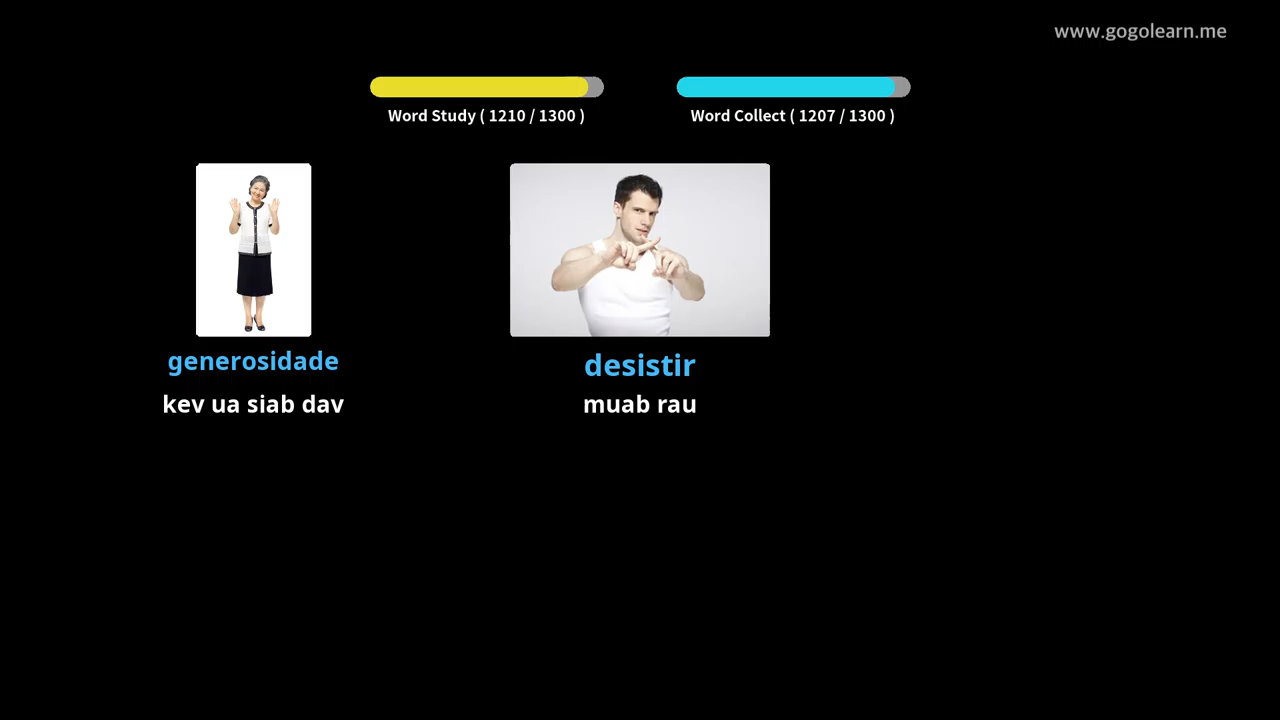 www.gogolearn.me
Word Study ( 1210 / 1300 )
Word Collect ( 1207 / 1300 )
generosidade
kev ua siab dav
desistir
muab rau